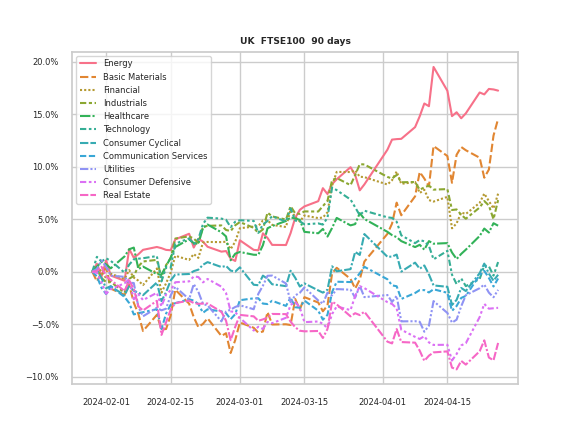 UK FTSE100 90 days
20.0%
15.0%
10.0%
5.0%
0.0%
−5.0%
−10.0%
Energy
Basic Materials
Financial
Industrials
Healthcare
Technology
Consumer Cyclical
Communication Services
Utilities
Consumer Defensive
Real Estate
2024-02-01 2024-02-15 2024-03-01 2024-03-15 2024-04-01 2024-04-15